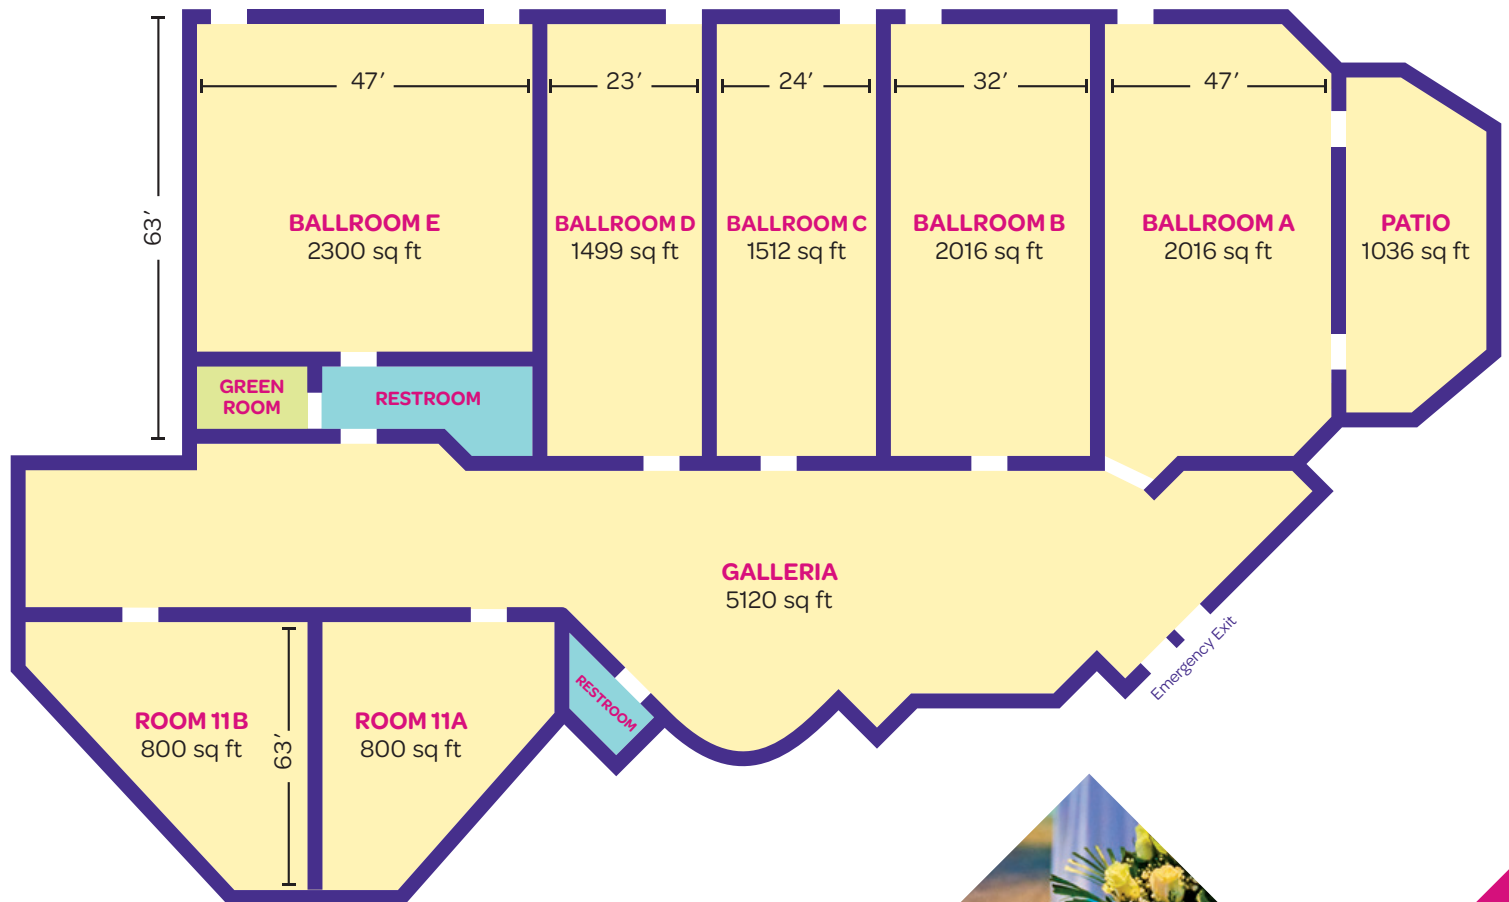 47′
23′
24′
32′
47′
63′
BALLROOM E
2300 sq ft
BALLROOM D
1499 sq ft
BALLROOM C
1512 sq ft
BALLROOM B
2016 sq ft
BALLROOM A
2016 sq ft
PATIO
1036 sq ft
GREEN
ROOM
RESTROOM
GALLERIA
5120 sq ft
Emergency Exit
RESTROOM
ROOM 11B
800 sq ft
63′
ROOM 11A
800 sq ft